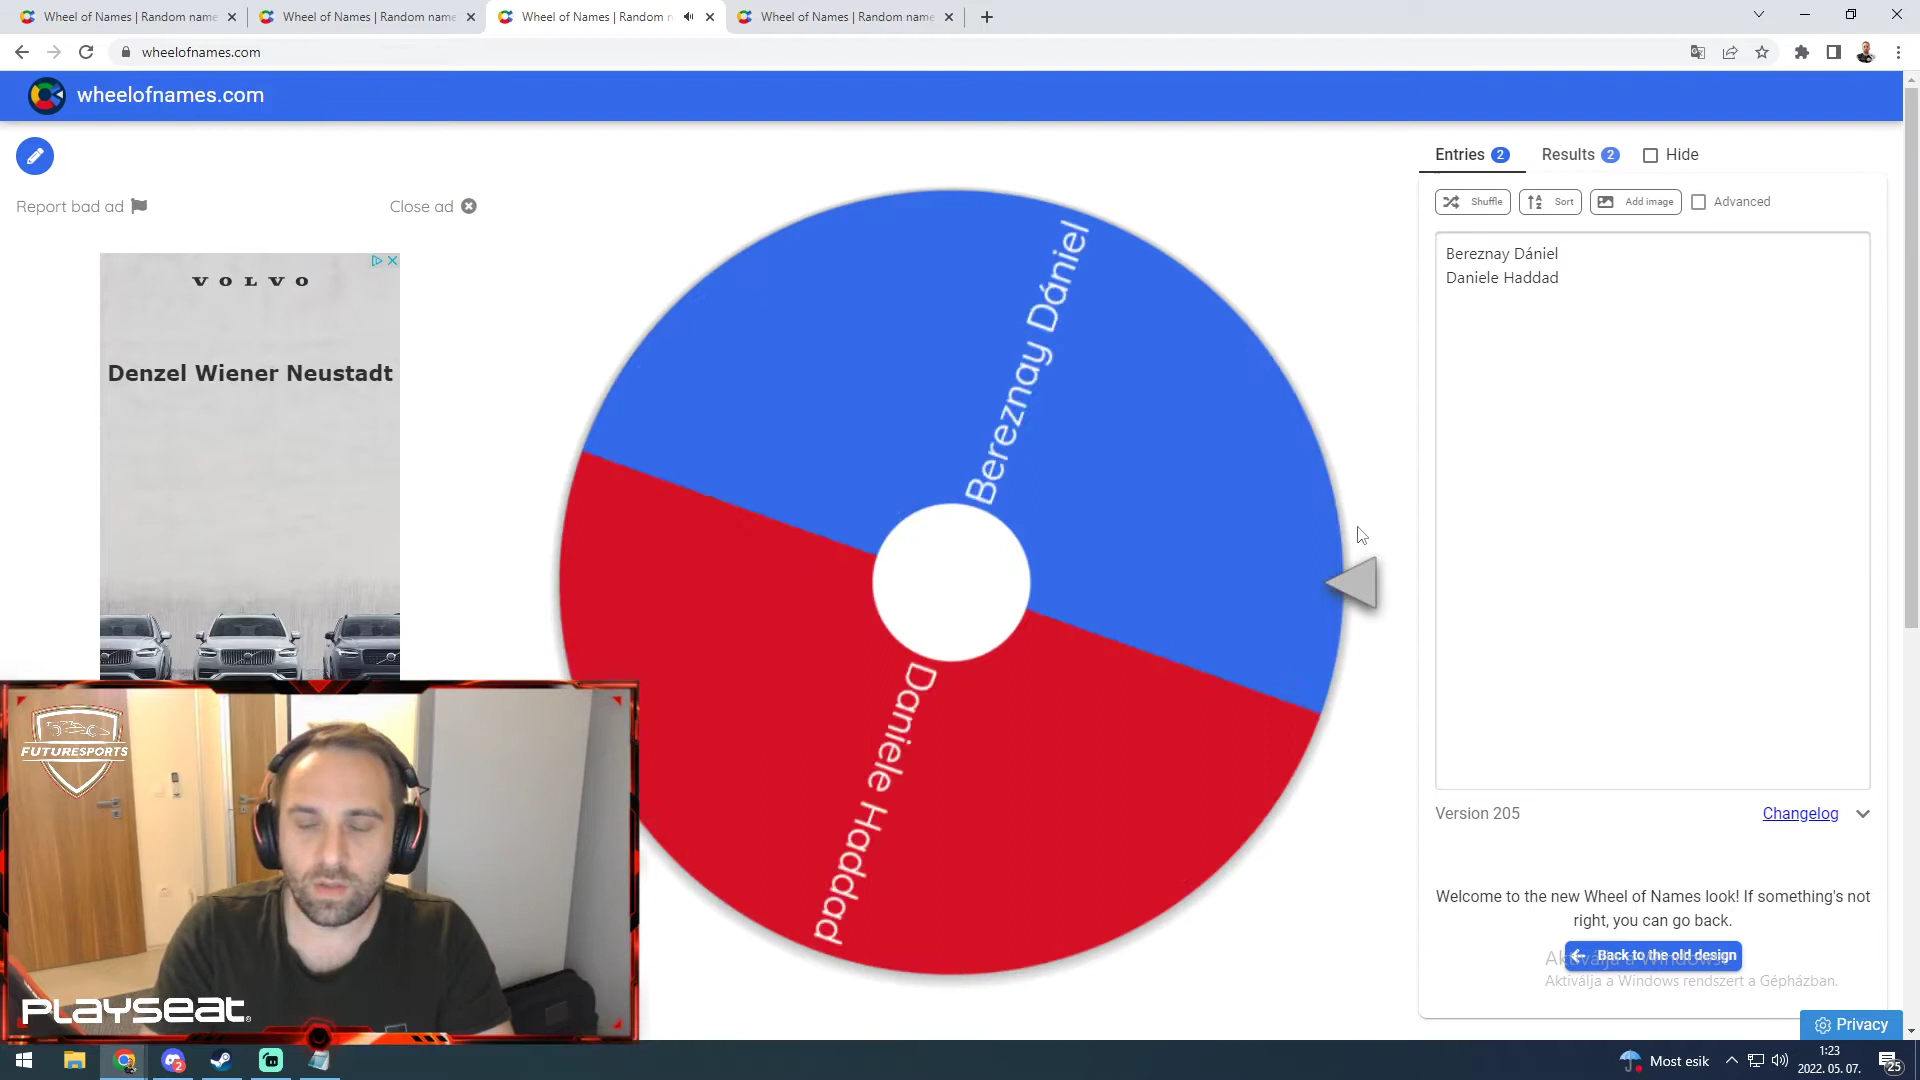 Wheel of Names | Random name
Wheel of Names | Random name
Wheel of Names | Random n
Wheel of Names | Random name
wheelofnames.com
wheelofnames.com
Report bad ad
Close ad
VOLVO
Denzel Wiener Neustadt
Bereznay Dániel
Daniele Haddad
Entries 2
Results 2
Hide
Shuffle
Sort
Add image
Advanced
Bereznay Dániel
Daniele Haddad
Version 205
Changelog
Welcome to the new Wheel of Names look! If something's not
right, you can go back.
Back to the old design
Aktiválja a Windowst
Aktiválja a Windows rendszert a Gépházban.
Privacy
FUTURESPORTS
PLAYSEAT
2
Most esik
1:23
2022. 05. 07.
25